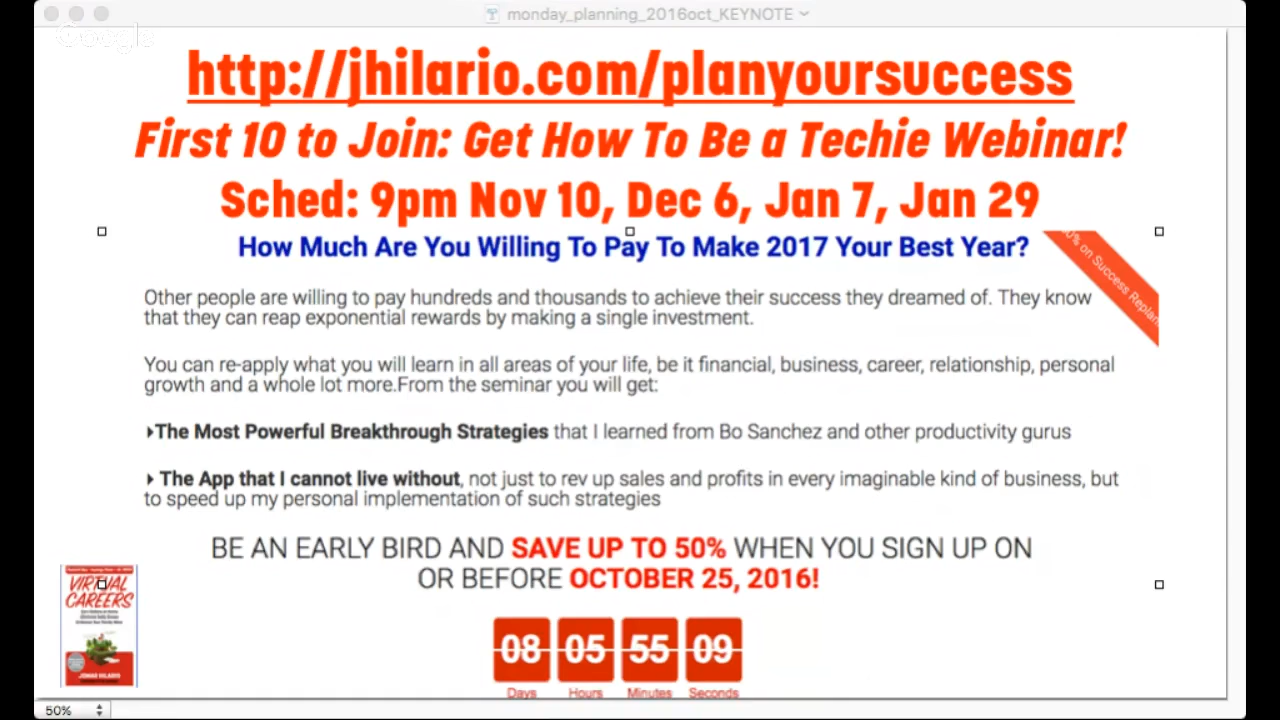 monday_planning_2016oct_KEYNOTE
Google
http://jhilario.com/planyoursuccess
First 10 to Join: Get How To Be a Techie Webinar!
Sched: 9pm Nov 10, Dec 6, Jan 7, Jan 29
How Much Are You Willing To Pay To Make 2017 Your Best Year?
on Success Replan
Other people are willing to pay hundreds and thousands to achieve their success they dreamed of. They know
that they can reap exponential rewards by making a single investment.
You can re-apply what you will learn in all areas of your life, be it financial, business, career, relationship, personal
growth and a whole lot more.From the seminar you will get:
The Most Powerful Breakthrough Strategies that I learned from Bo Sanchez and other productivity gurus
The App that I cannot live without, not just to rev up sales and profits in every imaginable kind of business, but
to speed up my personal implementation of such strategies
BE AN EARLY BIRD AND SAVE UP TO 50% WHEN YOU SIGN UP ON
OR BEFORE OCTOBER 25, 2016!
VIRTUAL
CAREERS
JOMAR HILARIO
08 05 55 09
Days Hours Minutes Seconds
50%